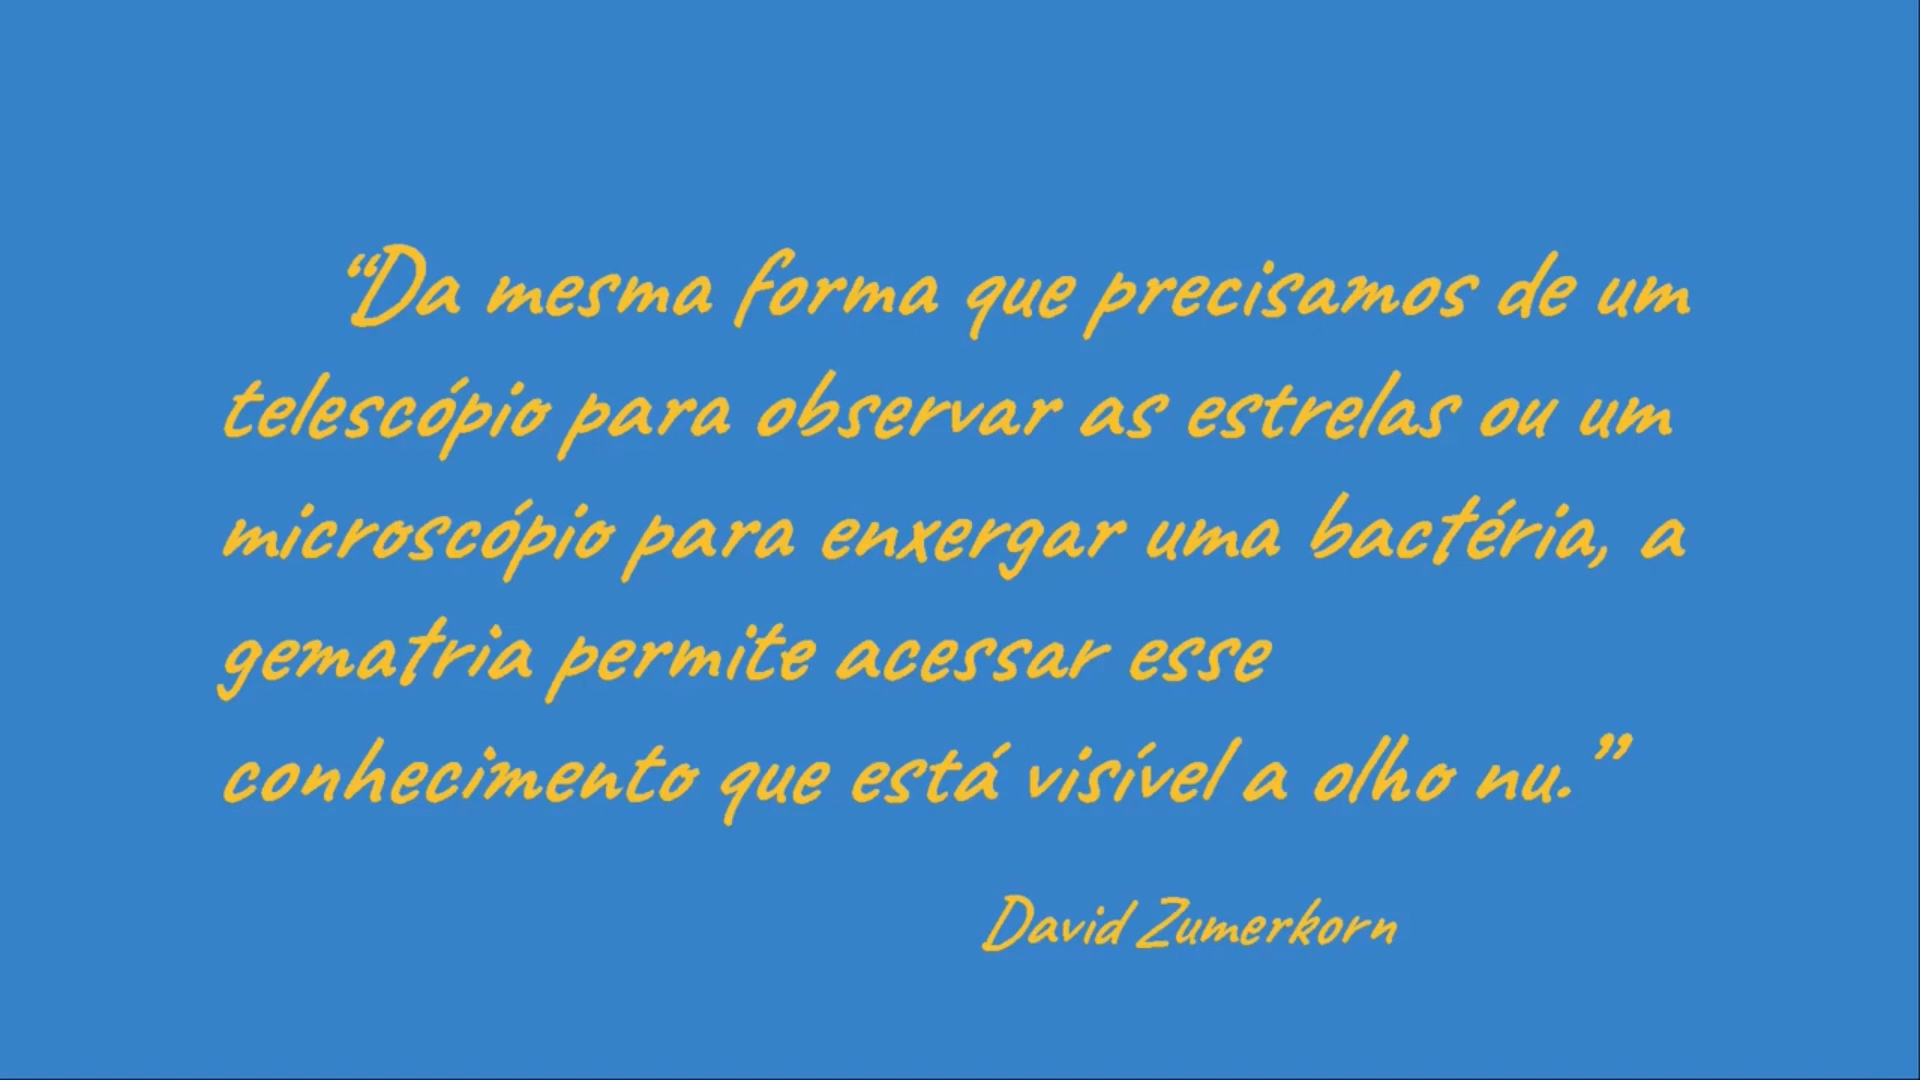 “Da mesma forma que precisamos de um
telescópio para observar as estrelas ou um
microscópio para enxergar uma bactéria, a
gematria permite acessar esse
conhecimento que está visível a olho nu.”
David Zumerkorn